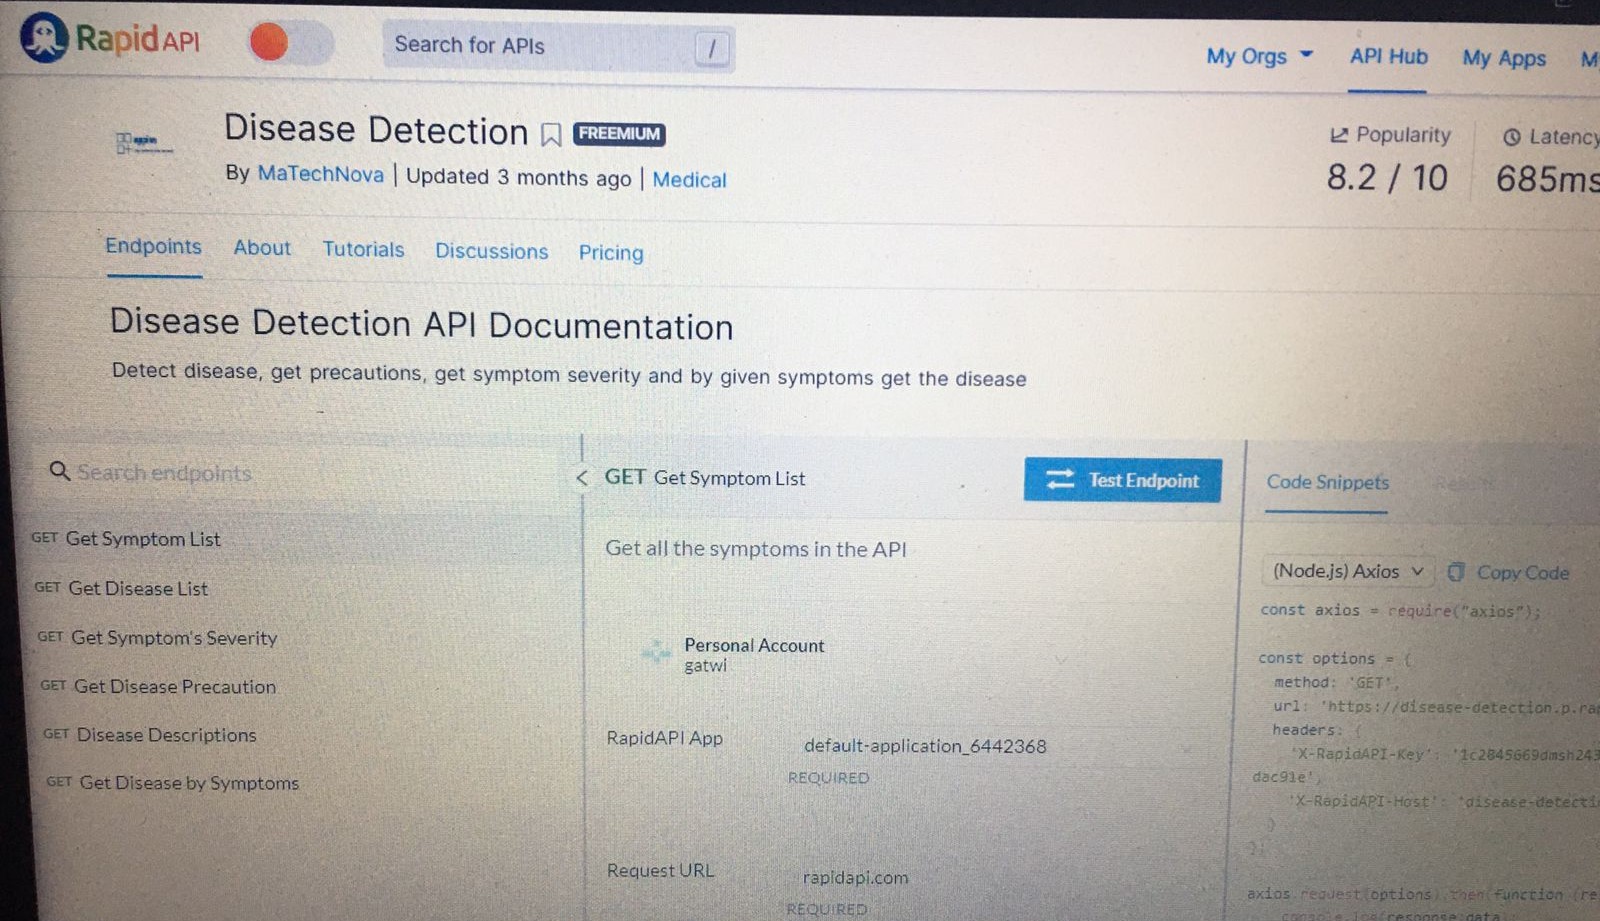 RapidAPI
Search for APIs /
My Orgs API Hub My Apps
Disease Detection FREEMIUM
By MaTechNova | Updated 3 months ago | Medical
Popularity Latency
8.2 / 10 685ms
Endpoints About Tutorials Discussions Pricing
Disease Detection API Documentation
Detect disease, get precautions, get symptom severity and by given symptoms get the disease
Search endpoints
GET Get Symptom List
GET Get Disease List
GET Get Symptom's Severity
GET Get Disease Precaution
GET Disease Descriptions
GET Get Disease by Symptoms
< GET Get Symptom List
Test Endpoint
Get all the symptoms in the API
Personal Account
gatwi
RapidAPI App default-application_6442368
REQUIRED
Request URL rapidapi.com
REQUIRED
Code Snippets
(Node.js) Axios Copy Code
const axios = require("axios");
const options = {
method: 'GET',
url: 'https://disease-detection.p.ra
headers: {
'X-RapidAPI-Key': '1c2845669dmsh243
dac91e',
'X-RapidAPI-Host': 'disease-detecti
}
};
axios.request(options).then(function (re
console.log(response.data